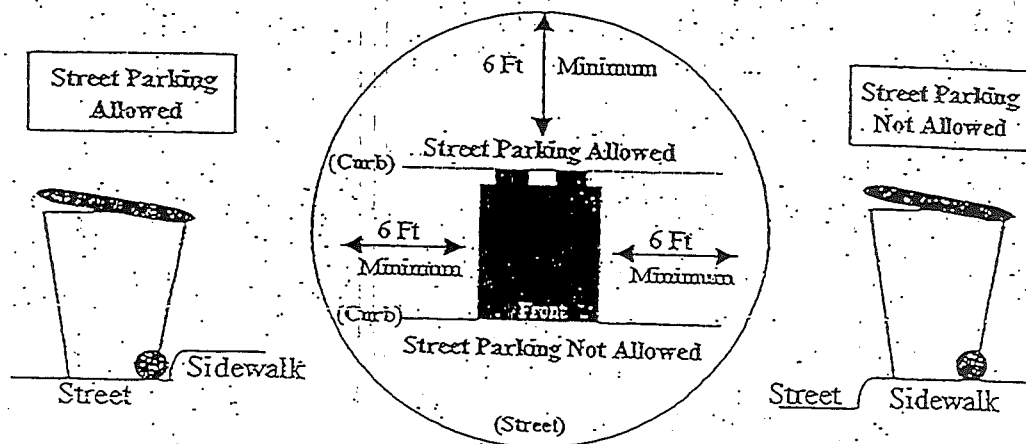 Street Parking
Allowed
6 Ft Minimum
Street Parking
Not Allowed
(Curb) Street Parking Allowed
6 Ft
Minimum
6 Ft
Minimum
Front
(Curb)
Street Parking Not Allowed
Sidewalk
Street
Street
Sidewalk
(Street)